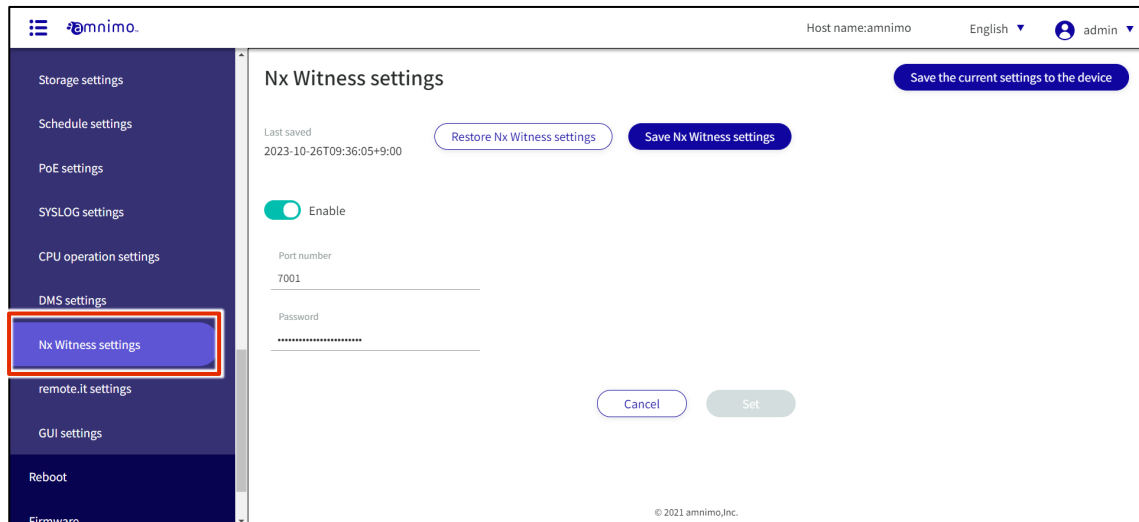 amnimo
Host name:amnimo
English
admin
Storage settings
Schedule settings
PoE settings
SYSLOG settings
CPU operation settings
DMS settings
Nx Witness settings
remote.it settings
GUI settings
Reboot
Firmware
Nx Witness settings
Save the current settings to the device
Last saved
2023-10-26T09:36:05+9:00
Restore Nx Witness settings
Save Nx Witness settings
Enable
Port number
7001
Password
••••••••••••••••••••••••
Cancel
Set
© 2021 amnimo,Inc.